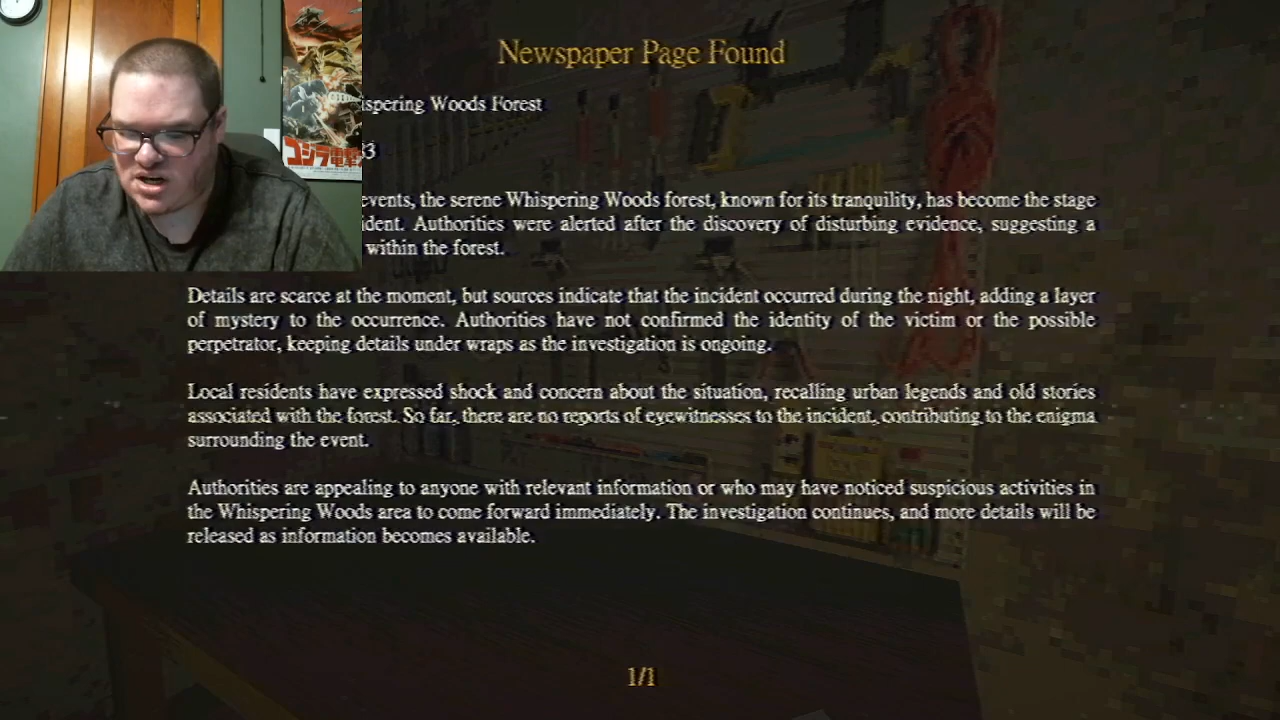 Newspaper Page Found
ispering Woods Forest
33
events, the serene Whispering Woods forest, known for its tranquility, has become the stage
ident. Authorities were alerted after the discovery of disturbing evidence, suggesting a
within the forest.
Details are scarce at the moment, but sources indicate that the incident occurred during the night, adding a layer
of mystery to the occurrence. Authorities have not confirmed the identity of the victim or the possible
perpetrator, keeping details under wraps as the investigation is ongoing.
Local residents have expressed shock and concern about the situation, recalling urban legends and old stories
associated with the forest. So far, there are no reports of eyewitnesses to the incident, contributing to the enigma
surrounding the event.
Authorities are appealing to anyone with relevant information or who may have noticed suspicious activities in
the Whispering Woods area to come forward immediately. The investigation continues, and more details will be
released as information becomes available.
1/1
ゴジラ電撃